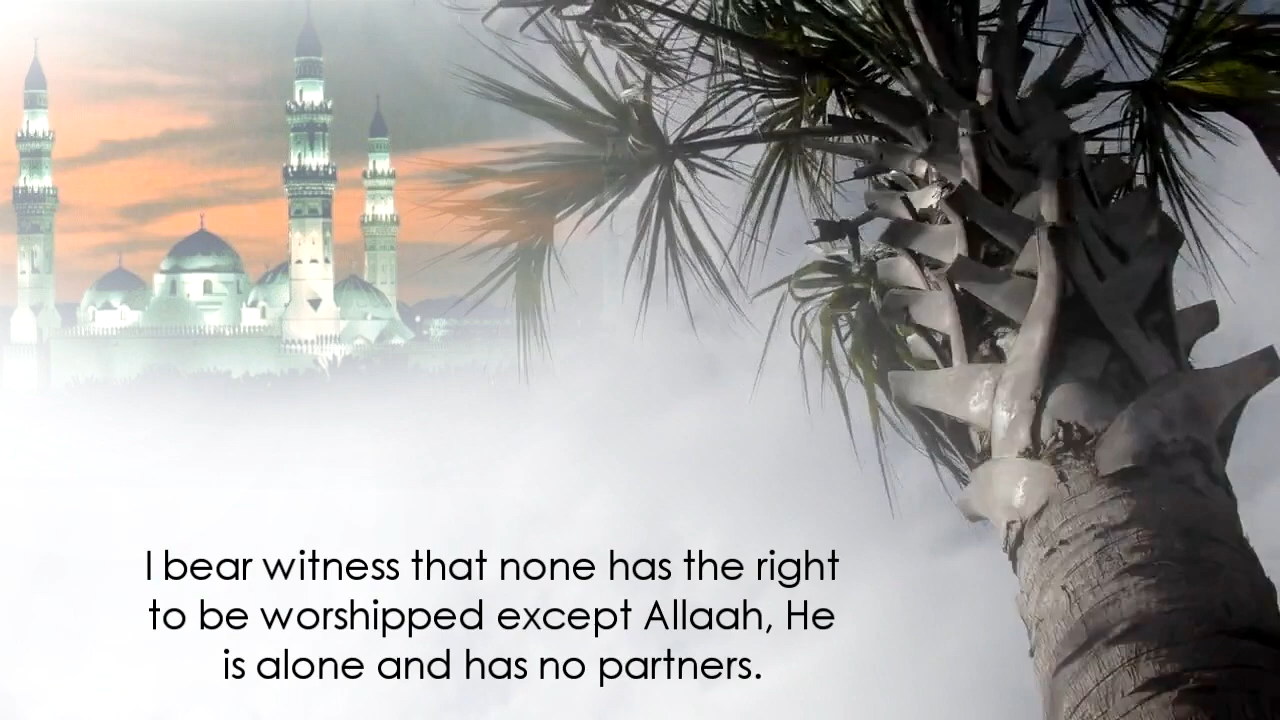 I bear witness that none has the right
to be worshipped except Allaah, He
is alone and has no partners.